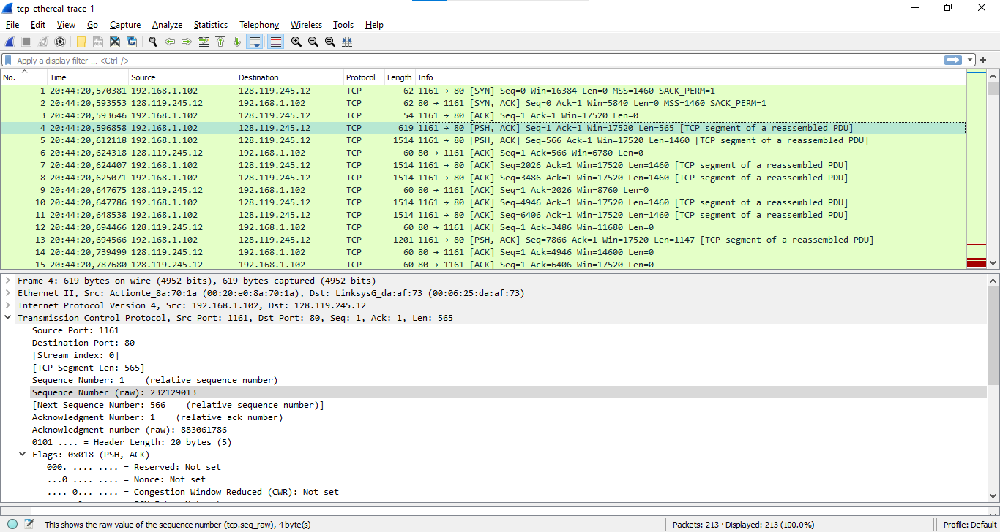 tcp-ethereal-trace-1
File Edit View Go Capture Analyze Statistics Telephony Wireless Tools Help
Apply a display filter ... <Ctrl-/>
No. Time Source Destination Protocol Length Info
1 20:44:20,570381 192.168.1.102 128.119.245.12 TCP 62 1161 → 80 [SYN] Seq=0 Win=16384 Len=0 MSS=1460 SACK_PERM=1
2 20:44:20,593553 128.119.245.12 192.168.1.102 TCP 62 80 → 1161 [SYN, ACK] Seq=0 Ack=1 Win=5840 Len=0 MSS=1460 SACK_PERM=1
3 20:44:20,593646 192.168.1.102 128.119.245.12 TCP 54 1161 → 80 [ACK] Seq=1 Ack=1 Win=17520 Len=0
4 20:44:20,596858 192.168.1.102 128.119.245.12 TCP 619 1161 → 80 [PSH, ACK] Seq=1 Ack=1 Win=17520 Len=565 [TCP segment of a reassembled PDU]
5 20:44:20,612118 192.168.1.102 128.119.245.12 TCP 1514 1161 → 80 [PSH, ACK] Seq=566 Ack=1 Win=17520 Len=1460 [TCP segment of a reassembled PDU]
6 20:44:20,624318 128.119.245.12 192.168.1.102 TCP 60 80 → 1161 [ACK] Seq=1 Ack=566 Win=6780 Len=0
7 20:44:20,624407 192.168.1.102 128.119.245.12 TCP 1514 1161 → 80 [ACK] Seq=2026 Ack=1 Win=17520 Len=1460 [TCP segment of a reassembled PDU]
8 20:44:20,625071 192.168.1.102 128.119.245.12 TCP 1514 1161 → 80 [ACK] Seq=3486 Ack=1 Win=17520 Len=1460 [TCP segment of a reassembled PDU]
9 20:44:20,647675 128.119.245.12 192.168.1.102 TCP 60 80 → 1161 [ACK] Seq=1 Ack=2026 Win=8760 Len=0
10 20:44:20,647786 192.168.1.102 128.119.245.12 TCP 1514 1161 → 80 [ACK] Seq=4946 Ack=1 Win=17520 Len=1460 [TCP segment of a reassembled PDU]
11 20:44:20,648538 192.168.1.102 128.119.245.12 TCP 1514 1161 → 80 [ACK] Seq=6406 Ack=1 Win=17520 Len=1460 [TCP segment of a reassembled PDU]
12 20:44:20,694466 128.119.245.12 192.168.1.102 TCP 60 80 → 1161 [ACK] Seq=1 Ack=3486 Win=11680 Len=0
13 20:44:20,694566 192.168.1.102 128.119.245.12 TCP 1201 1161 → 80 [PSH, ACK] Seq=7866 Ack=1 Win=17520 Len=1147 [TCP segment of a reassembled PDU]
14 20:44:20,739499 128.119.245.12 192.168.1.102 TCP 60 80 → 1161 [ACK] Seq=1 Ack=4946 Win=14600 Len=0
15 20:44:20,787680 128.119.245.12 192.168.1.102 TCP 60 80 → 1161 [ACK] Seq=1 Ack=6406 Win=17520 Len=0
Frame 4: 619 bytes on wire (4952 bits), 619 bytes captured (4952 bits)
Ethernet II, Src: Actionte_8a:70:1a (00:20:e0:8a:70:1a), Dst: LinksysG_da:af:73 (00:06:25:da:af:73)
Internet Protocol Version 4, Src: 192.168.1.102, Dst: 128.119.245.12
Transmission Control Protocol, Src Port: 1161, Dst Port: 80, Seq: 1, Ack: 1, Len: 565
Source Port: 1161
Destination Port: 80
[Stream index: 0]
[TCP Segment Len: 565]
Sequence Number: 1 (relative sequence number)
Sequence Number (raw): 232129013
[Next Sequence Number: 566 (relative sequence number)]
Acknowledgment Number: 1 (relative ack number)
Acknowledgment number (raw): 883061786
0101 .... = Header Length: 20 bytes (5)
Flags: 0x018 (PSH, ACK)
000. .... .... = Reserved: Not set
...0 .... .... = Nonce: Not set
.... 0... .... = Congestion Window Reduced (CWR): Not set
This shows the raw value of the sequence number (tcp.seq_raw), 4 byte(s)
Packets: 213 · Displayed: 213 (100.0%)
Profile: Default